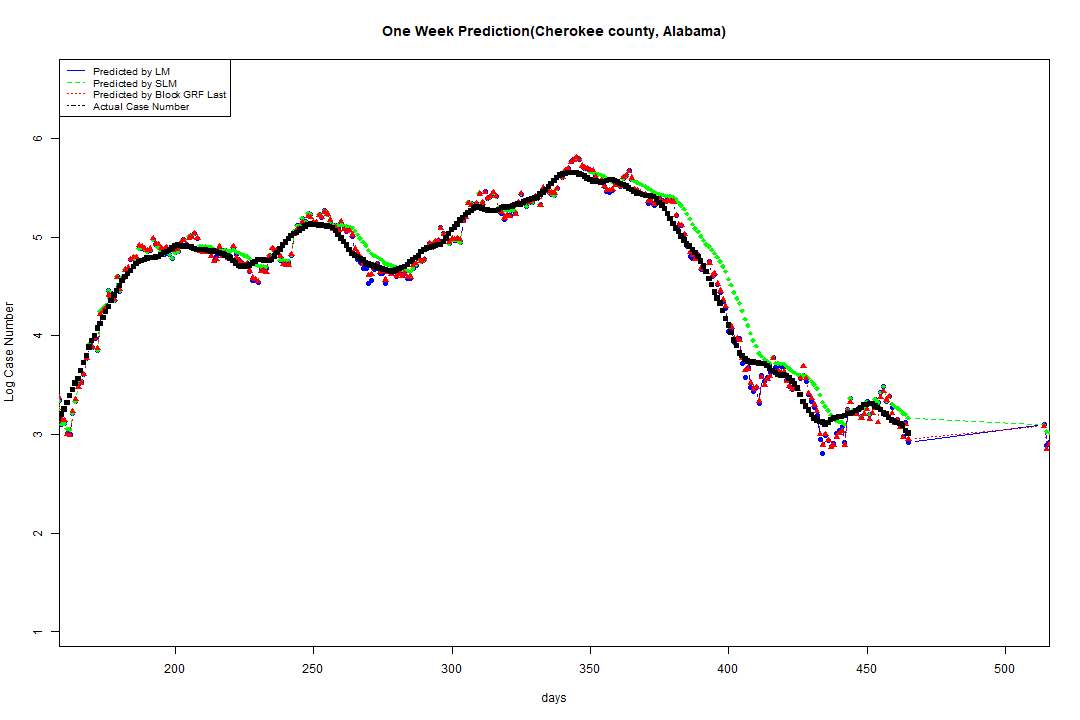 One Week Prediction(Cherokee county, Alabama)
Predicted by LM
Predicted by SLM
Predicted by Block GRF Last
Actual Case Number
Log Case Number
6
5
4
3
2
1
200 250 300 350 400 450 500
days